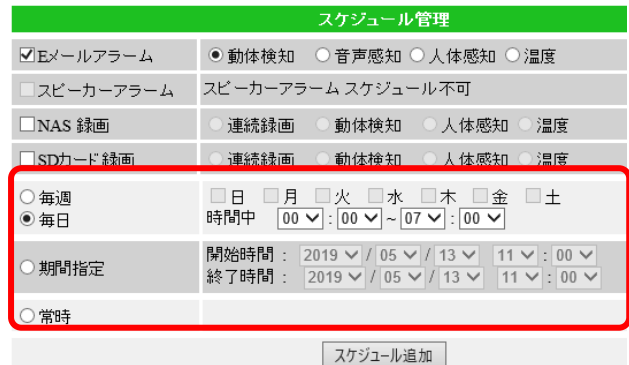 スケジュール管理
Eメールアラーム 動体検知 音声感知 人体感知 温度
スピーカーアラーム スピーカーアラーム スケジュール不可
NAS 録画 連続録画 動体検知 人体感知 温度
SDカード録画 連続録画 動体検知 人体感知 温度
毎週 日 月 火 水 木 金 土
毎日 時間中 00 : 00 ~ 07 : 00
期間指定 開始時間 : 2019 / 05 / 13 11 : 00
終了時間 : 2019 / 05 / 13 11 : 00
常時
スケジュール追加